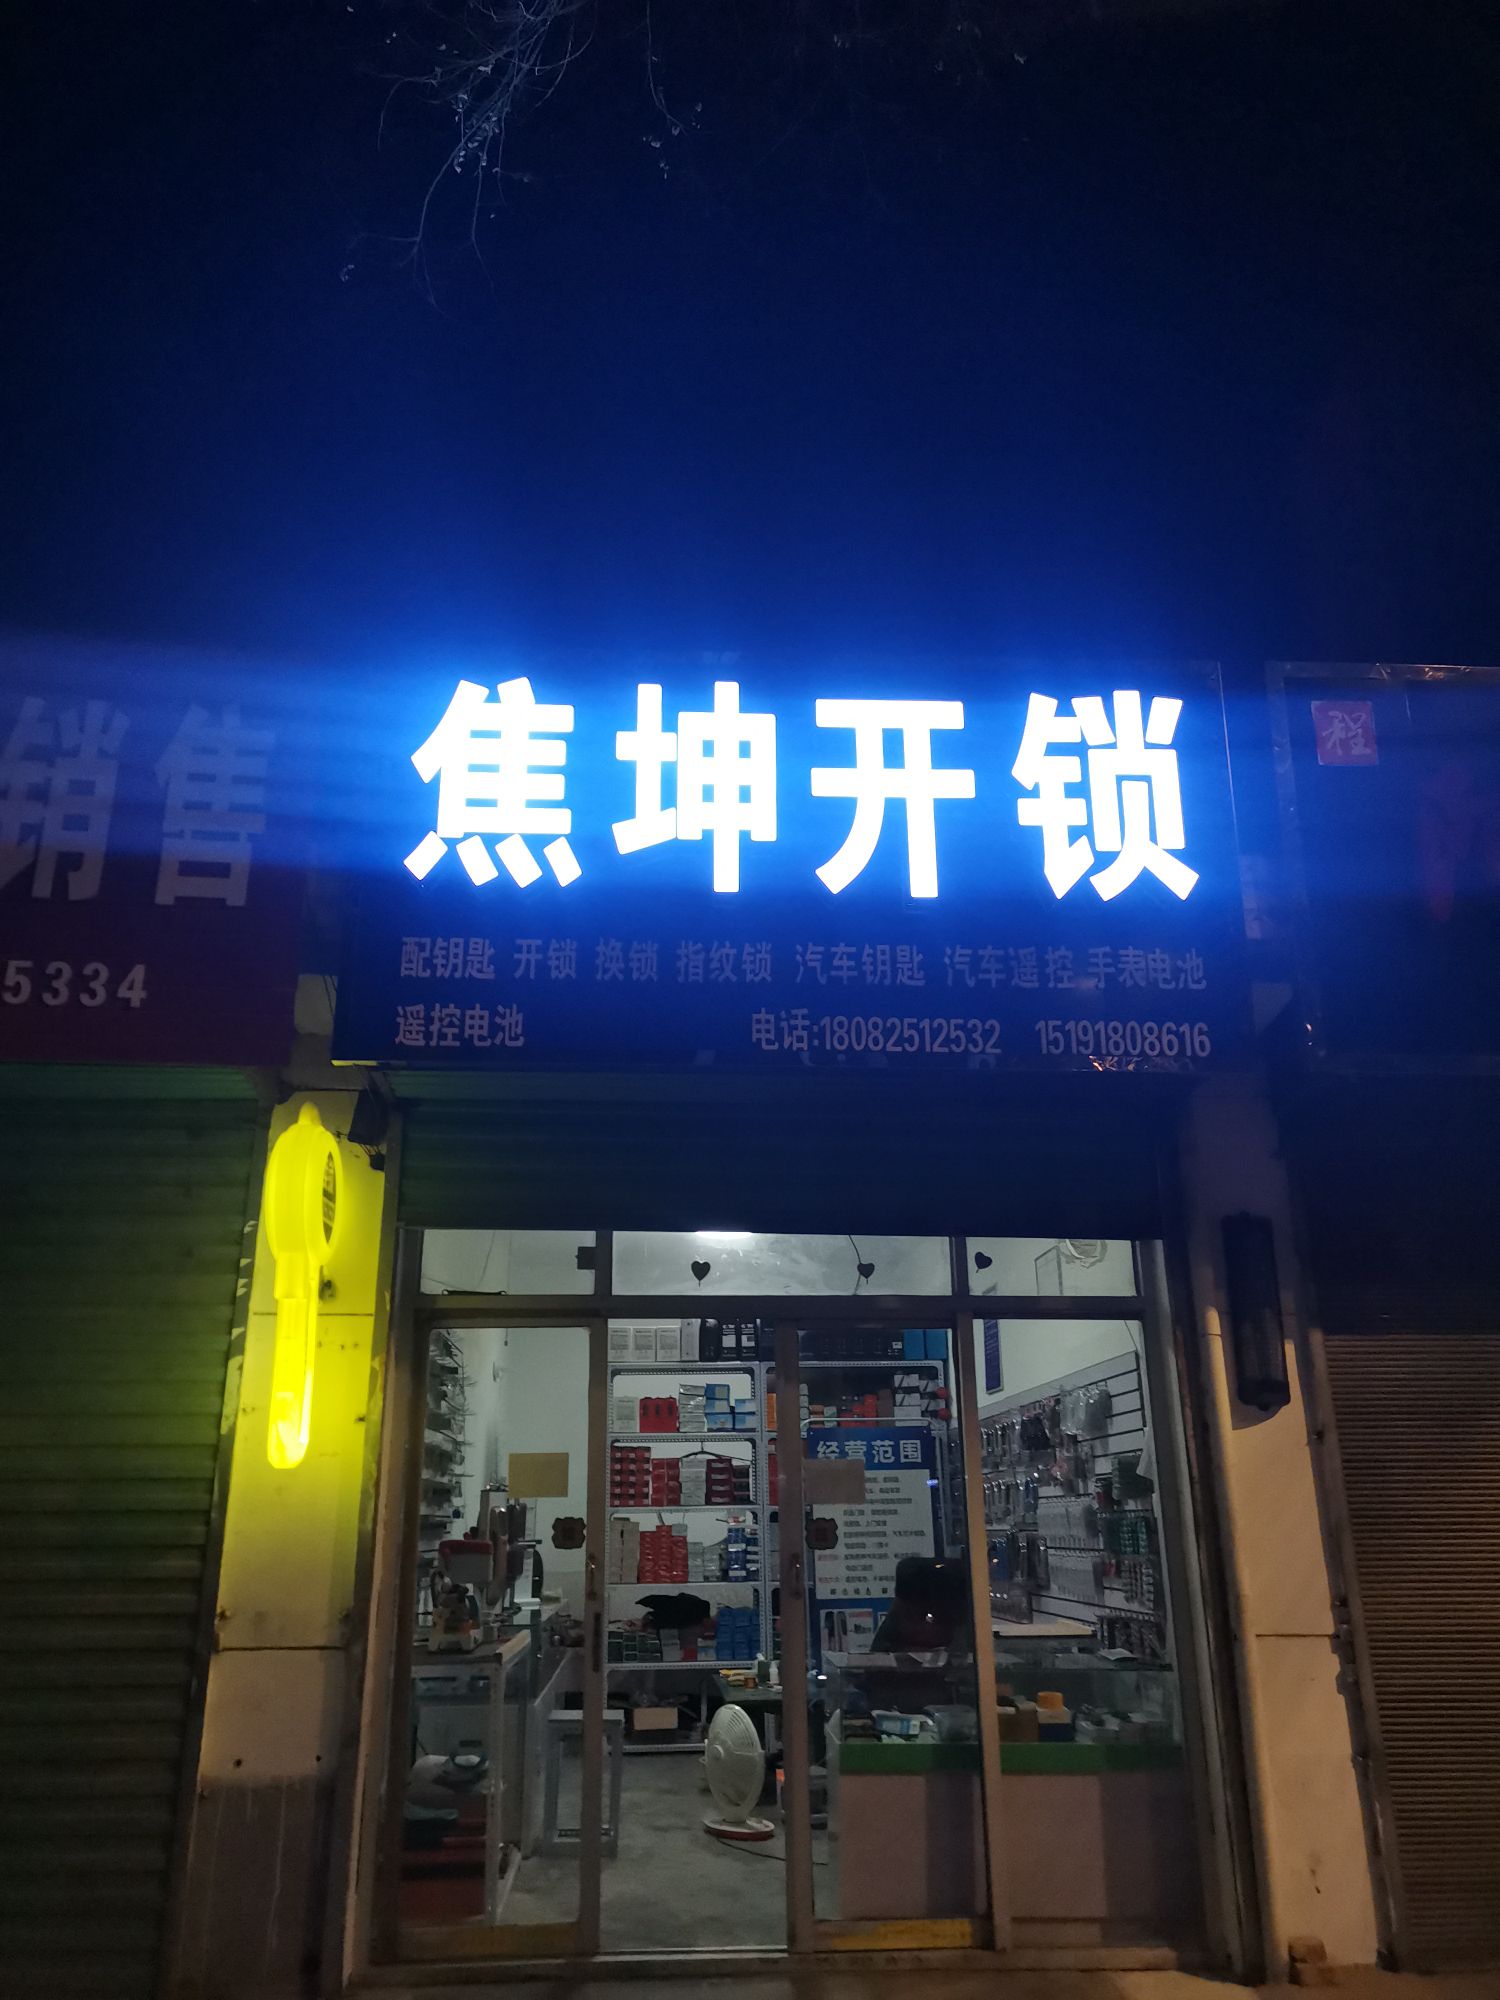 焦坤开锁
配钥匙 开锁 换锁 指纹锁 汽车钥匙 汽车遥控 手表电池
遥控电池 电话:18082512532 15191808616
销售
5334
程
经营范围